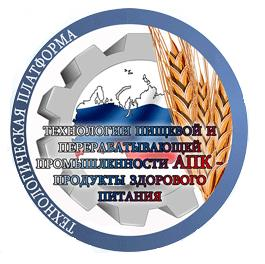 ТЕХНОЛОГИЧЕСКАЯ ПЛАТФОРМА
ТЕХНОЛОГИИ ПИЩЕВОЙ И
ПЕРЕРАБАТЫВАЮЩЕЙ
ПРОМЫШЛЕННОСТИ АПК –
ПРОДУКТЫ ЗДОРОВОГО
ПИТАНИЯ